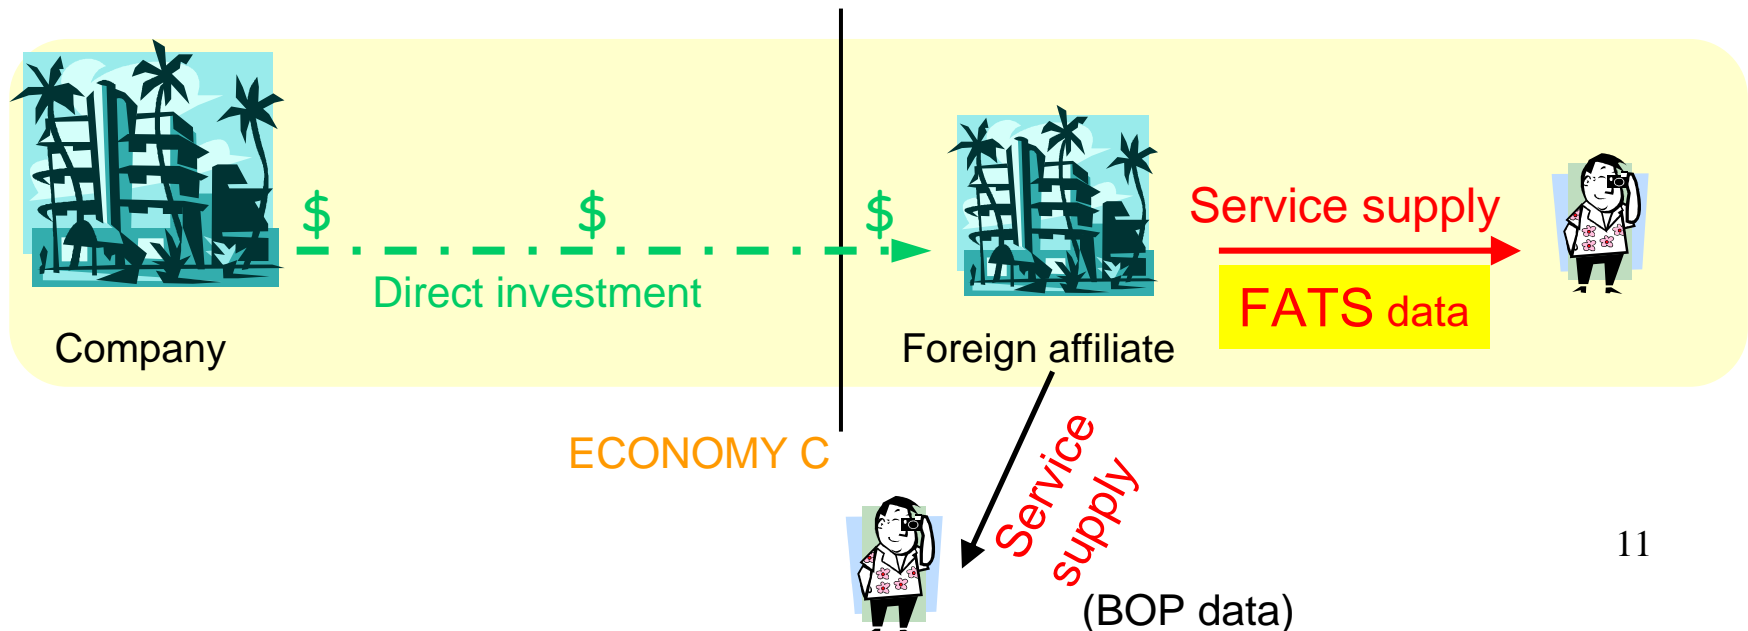 $ $ $
Service supply
Direct investment
FATS data
Company
Foreign affiliate
ECONOMY C
Service
supply
11
(BOP data)